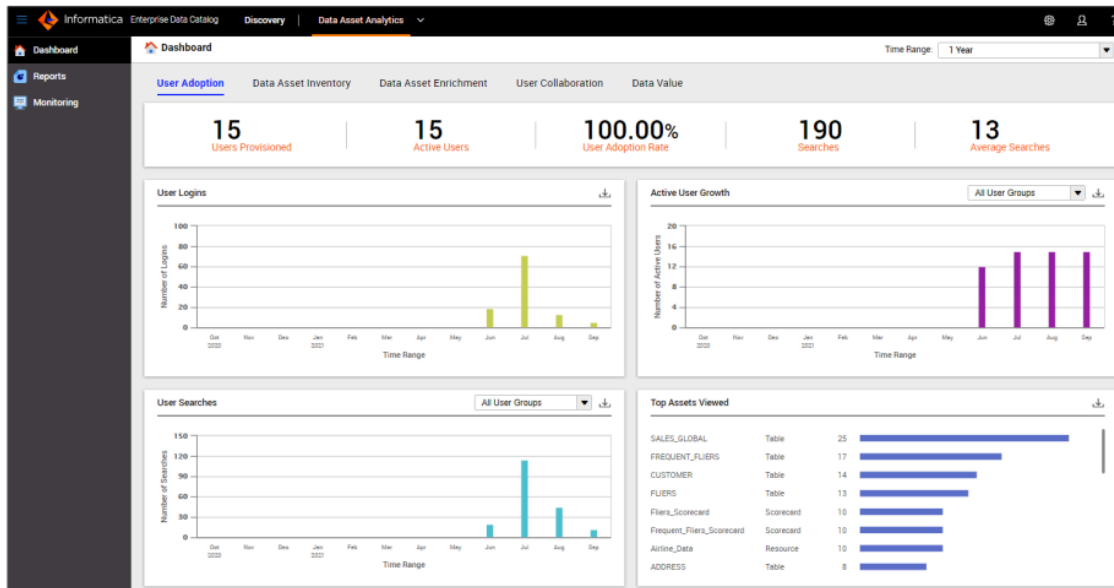 Informatica Enterprise Data Catalog Discovery Data Asset Analytics
Dashboard
Reports
Monitoring
Dashboard
Time Range: 1 Year
User Adoption Data Asset Inventory Data Asset Enrichment User Collaboration Data Value
15 15 100.00% 190 13
Users Provisioned Active Users User Adoption Rate Searches Average Searches
User Logins
Number of Logins
100
80
60
40
20
0
Oct Nov Dec Jan Feb Mar Apr May Jun Jul Aug Sep
2020 2021
Time Range
Active User Growth All User Groups
Number of Active Users
20
16
12
8
4
0
Oct Nov Dec Jan Feb Mar Apr May Jun Jul Aug Sep
2020 2021
Time Range
User Searches All User Groups
Number of Searches
150
120
90
60
30
0
Oct Nov Dec Jan Feb Mar Apr May Jun Jul Aug Sep
2020 2021
Time Range
Top Assets Viewed
SALES_GLOBAL Table 25
FREQUENT_FLIERS Table 17
CUSTOMER Table 14
FLIERS Table 13
Fliers_Scorecard Scorecard 10
Frequent_Fliers_Scorecard Scorecard 10
Airline_Data Resource 10
ADDRESS Table 8